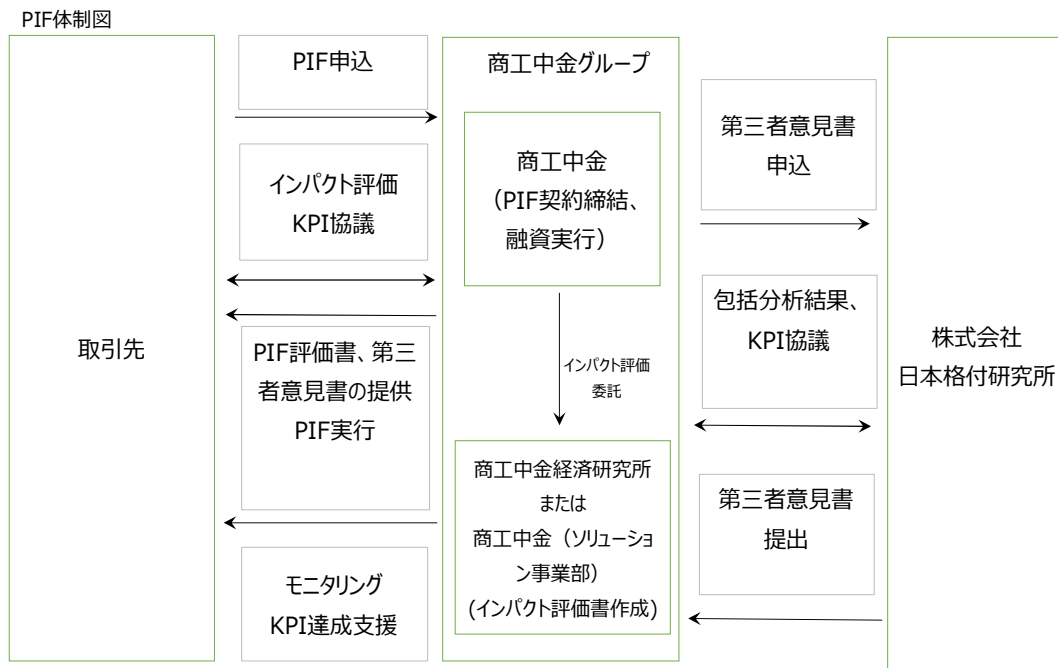 PIF体制図
PIF申込
インパクト評価
KPI協議
取引先
PIF評価書、第三
者意見書の提供
PIF実行
モニタリング
KPI達成支援
商工中金グループ
商工中金
（PIF契約締結、
融資実行）
インパクト評価
委託
商工中金経済研究所
または
商工中金（ソリューショ
ン事業部）
(インパクト評価書作成)
第三者意見書
申込
包括分析結果、
KPI協議
第三者意見書
提出
株式会社
日本格付研究所